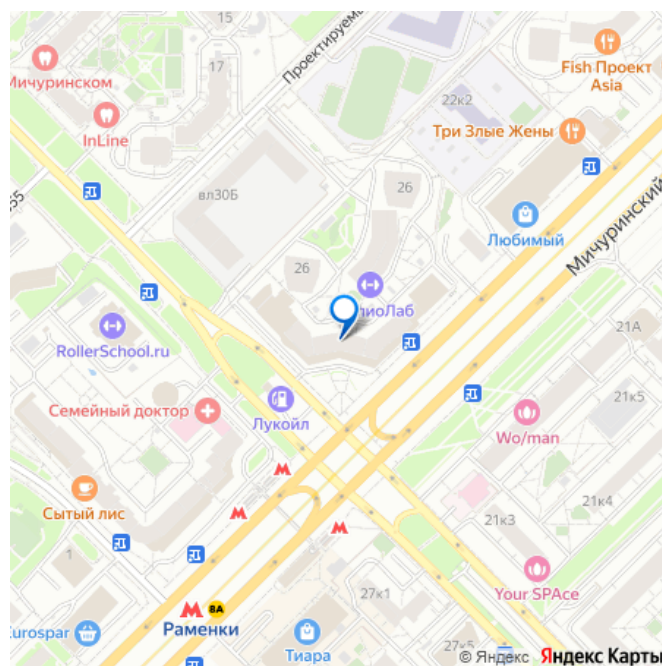 15
17
Мичуринском
InLine
Проектируема
Fish Проект
Asia
22к2
Три Злые Жены
вл30Б
26
Любимый
Мичуринский
26
лиоЛаб
21А
RollerSchool.ru
21к5
Семейный доктор
Лукойл
Wo/man
Сытый лис
21к4
21к3
1
Your SPAce
27к1
8А
Раменки
Eurospar
Тиара
27к5
© Яндекс Яндекс Карты